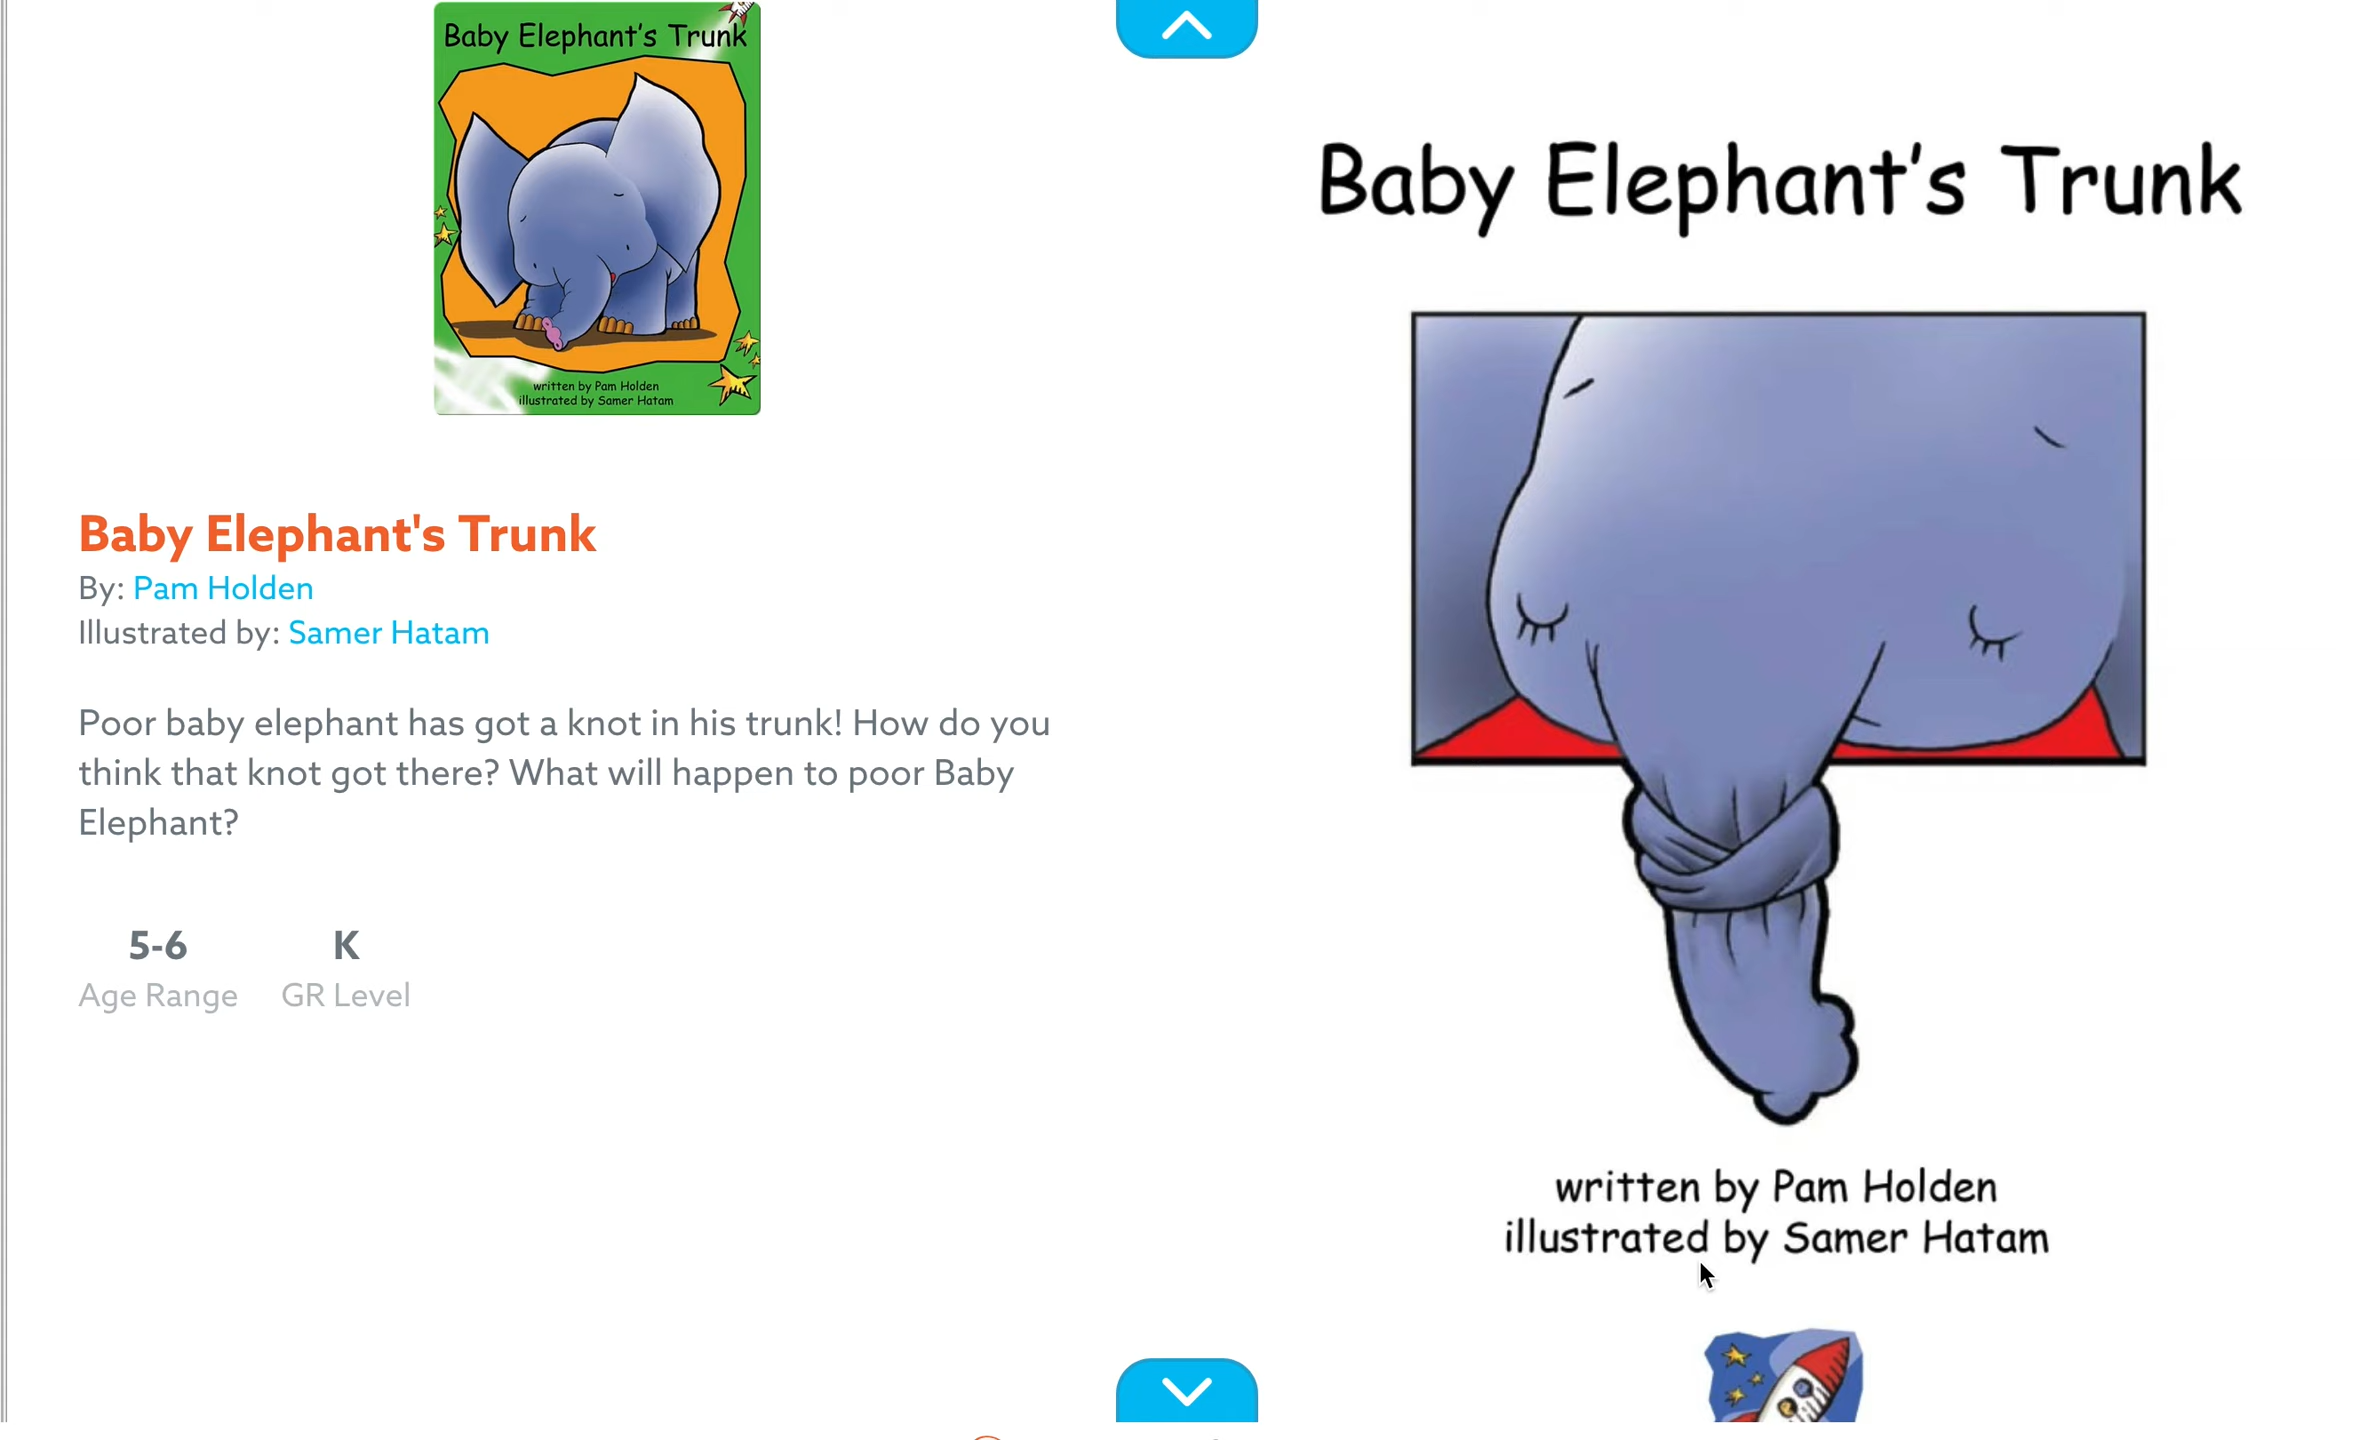 Baby Elephant's Trunk
written by Pam Holden
illustrated by Samer Hatam
Baby Elephant's Trunk
By: Pam Holden
Illustrated by: Samer Hatam
Poor baby elephant has got a knot in his trunk! How do you
think that knot got there? What will happen to poor Baby
Elephant?
5-6 K
Age Range GR Level
Baby Elephant's Trunk
written by Pam Holden
illustrated by Samer Hatam